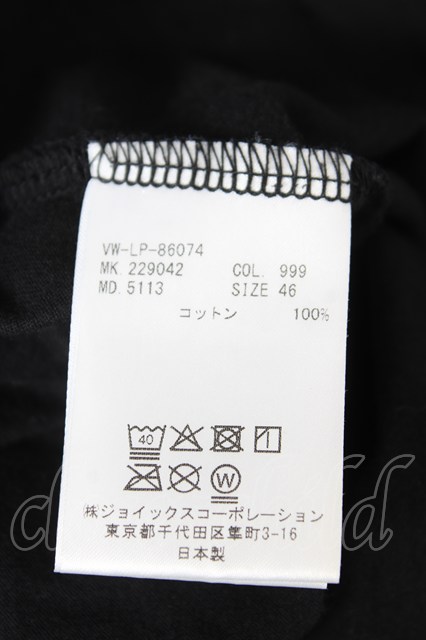 VW-LP-86074
MK. 229042 COL. 999
MD. 5113 SIZE 46
コットン 100%
40
W
㈱ジョイックスコーポレーション
東京都千代田区隼町3-16
日本製